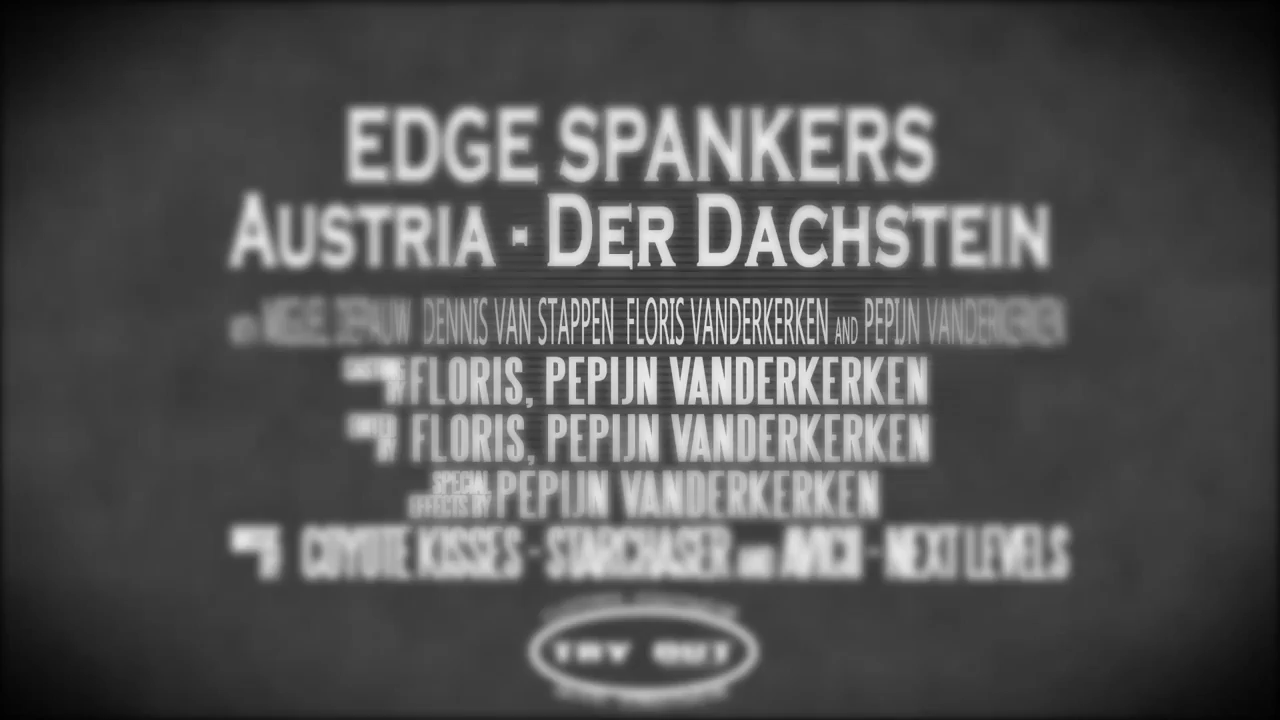 EDGE SPANKERS
AUSTRIA - DER DACHSTEIN
DENNIS VAN STAPPEN FLORIS VANDERKERKEN AND PEPIJN VANDERKERKEN
FLORIS, PEPIJN VANDERKERKEN
FLORIS, PEPIJN VANDERKERKEN
SPECIAL EFFECTS BY PEPIJN VANDERKERKEN
COYOTE KISSES - STARCHASER AND AVICII - NEXT LEVELS
TRY OUT